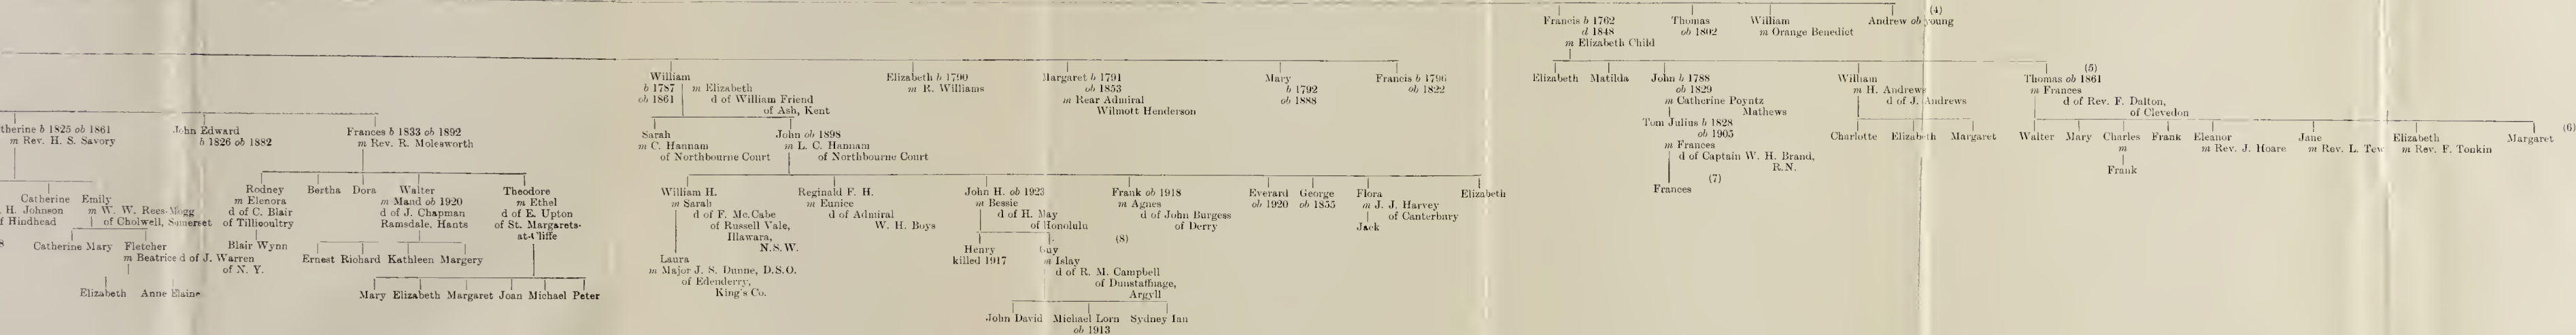 (4)
Francis b 1762
d 1848
m Elizabeth Child
Thomas
ob 1802
William
m Orange Benedict
Andrew ob young
William
b 1787
ob 1861
m Elizabeth
d of William Friend
of Ash, Kent
Elizabeth b 1790
m R. Williams
Margaret b 1791
ob 1853
m Rear Admiral
Wilmott Henderson
Mary
b 1792
ob 1888
Francis b 1796
ob 1822
Elizabeth
Matilda
John b 1788
ob 1829
m Catherine Poyntz
Mathews
William
m H. Andrews
d of J. Andrews
(5)
Thomas ob 1861
m Frances
d of Rev. F. Dalton,
of Clevedon
therine b 1825 ob 1861
m Rev. H. S. Savory
John Edward
b 1826 ob 1882
Frances b 1833 ob 1892
m Rev. R. Molesworth
Sarah
m C. Hannam
of Northbourne Court
John ob 1898
m L. C. Hannam
of Northbourne Court
Tom Julius b 1828
ob 1905
m Frances
d of Captain W. H. Brand,
R.N.
(7)
Frances
Charlotte
Elizabeth
Margaret
Walter
Mary
Charles
m
Frank
Frank
Eleanor
m Rev. J. Hoare
Jane
m Rev. L. Tew
Elizabeth
m Rev. F. Tonkin
Margaret
(6)
Catherine
H. Johnson
f Hindhead
Emily
m W. W. Rees-Mogg
of Cholwell, Somerset
Rodney
m Elenora
d of C. Blair
of Tillicoultry
Bertha
Dora
Walter
m Maud ob 1920
d of J. Chapman
Ramsdale, Hants
Theodore
m Ethel
d of E. Upton
of St. Margarets-
at-Cliffe
William H.
m Sarah
d of F. Mc.Cabe
of Russell Vale,
Illawara,
N.S.W.
Reginald F. H.
m Eunice
d of Admiral
W. H. Boys
John H. ob 1923
m Bessie
d of H. May
of Honolulu
Frank ob 1918
m Agnes
d of John Burgess
of Derry
(8)
Everard
ob 1920
George
ob 1855
Flora
m J. J. Harvey
of Canterbury
Jack
Elizabeth
8
Catherine Mary
Fletcher
m Beatrice d of J. Warren
of N. Y.
Blair Wynn
Ernest Richard Kathleen Margery
Laura
m Major J. S. Dunne, D.S.O.
of Edenderry,
King's Co.
Henry
killed 1917
Guy
m Islay
d of R. M. Campbell
of Dunstaffnage,
Argyll
Elizabeth
Anne Elaine
Mary Elizabeth Margaret Joan Michael Peter
John David
Michael Lorn
ob 1913
Sydney Ian